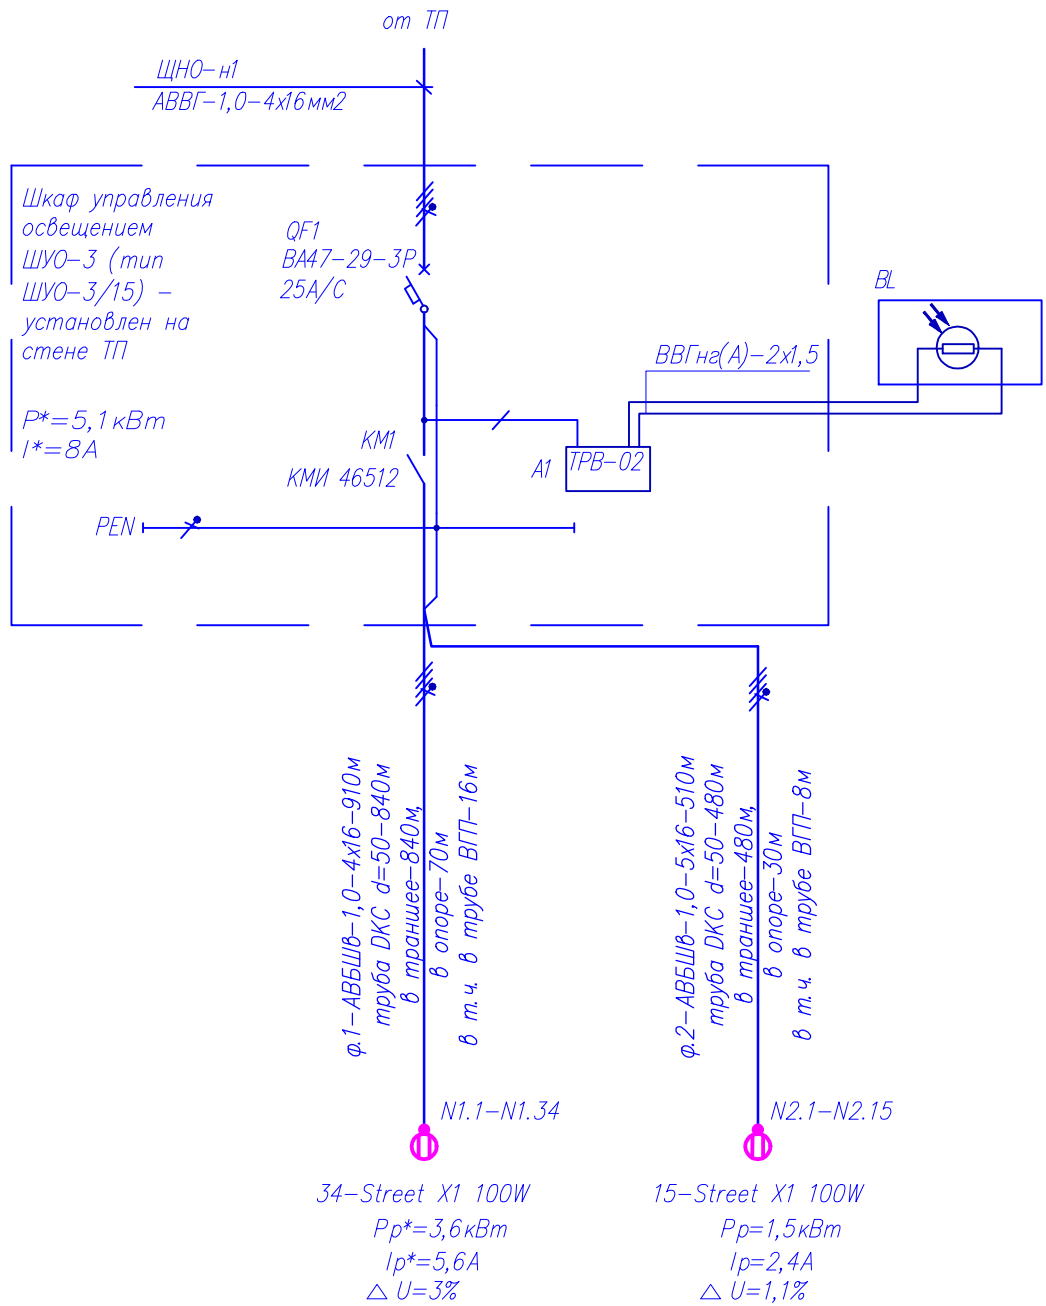 от ТП
ЩНО-н1
АВВГ-1,0-4х16мм2
Шкаф управления
освещением
ШУО-3 (тип
ШУО-3/15) -
установлен на
стене ТП
P*=5,1кВт
I*=8А
QF1
ВА47-29-3Р
25А/С
BL
ВВГнг(А)-2х1,5
КМ1
КМИ 46512
А1
ТРВ-02
PEN
ф.1-АВБШв-1,0-4х16-910м
труба DKC d=50-840м
в траншее-840м,
в опоре-70м
в т.ч. в трубе ВГП-16м
ф.2-АВБШв-1,0-5х16-510м
труба DKC d=50-480м
в траншее-480м,
в опоре-30м
в т.ч. в трубе ВГП-8м
N1.1-N1.34
N2.1-N2.15
34-Street X1 100W
Pp*=3,6кВт
Ip*=5,6А
△ U=3%
15-Street X1 100W
Pp=1,5кВт
Ip=2,4А
△ U=1,1%